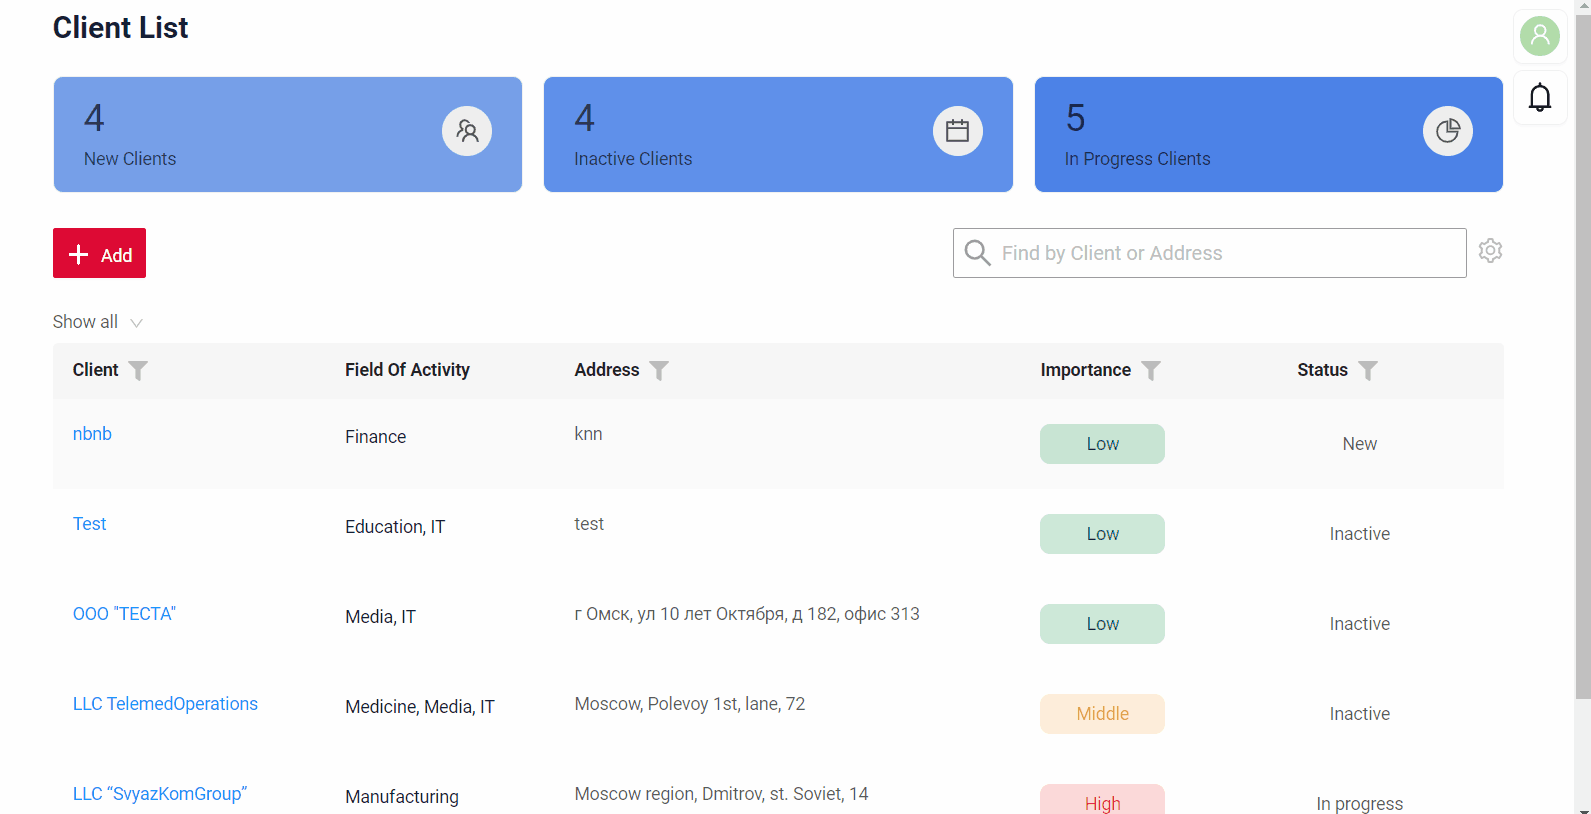 Client List
4
New Clients
4
Inactive Clients
5
In Progress Clients
Add
Find by Client or Address
Show all
Client Field Of Activity Address Importance Status
nbnb Finance knn Low New
Test Education, IT test Low Inactive
ООО "ТЕСТА" Media, IT г Омск, ул 10 лет Октября, д 182, офис 313 Low Inactive
LLC TelemedOperations Medicine, Media, IT Moscow, Polevoy 1st, lane, 72 Middle Inactive
LLC “SvyazKomGroup” Manufacturing Moscow region, Dmitrov, st. Soviet, 14 High In progress